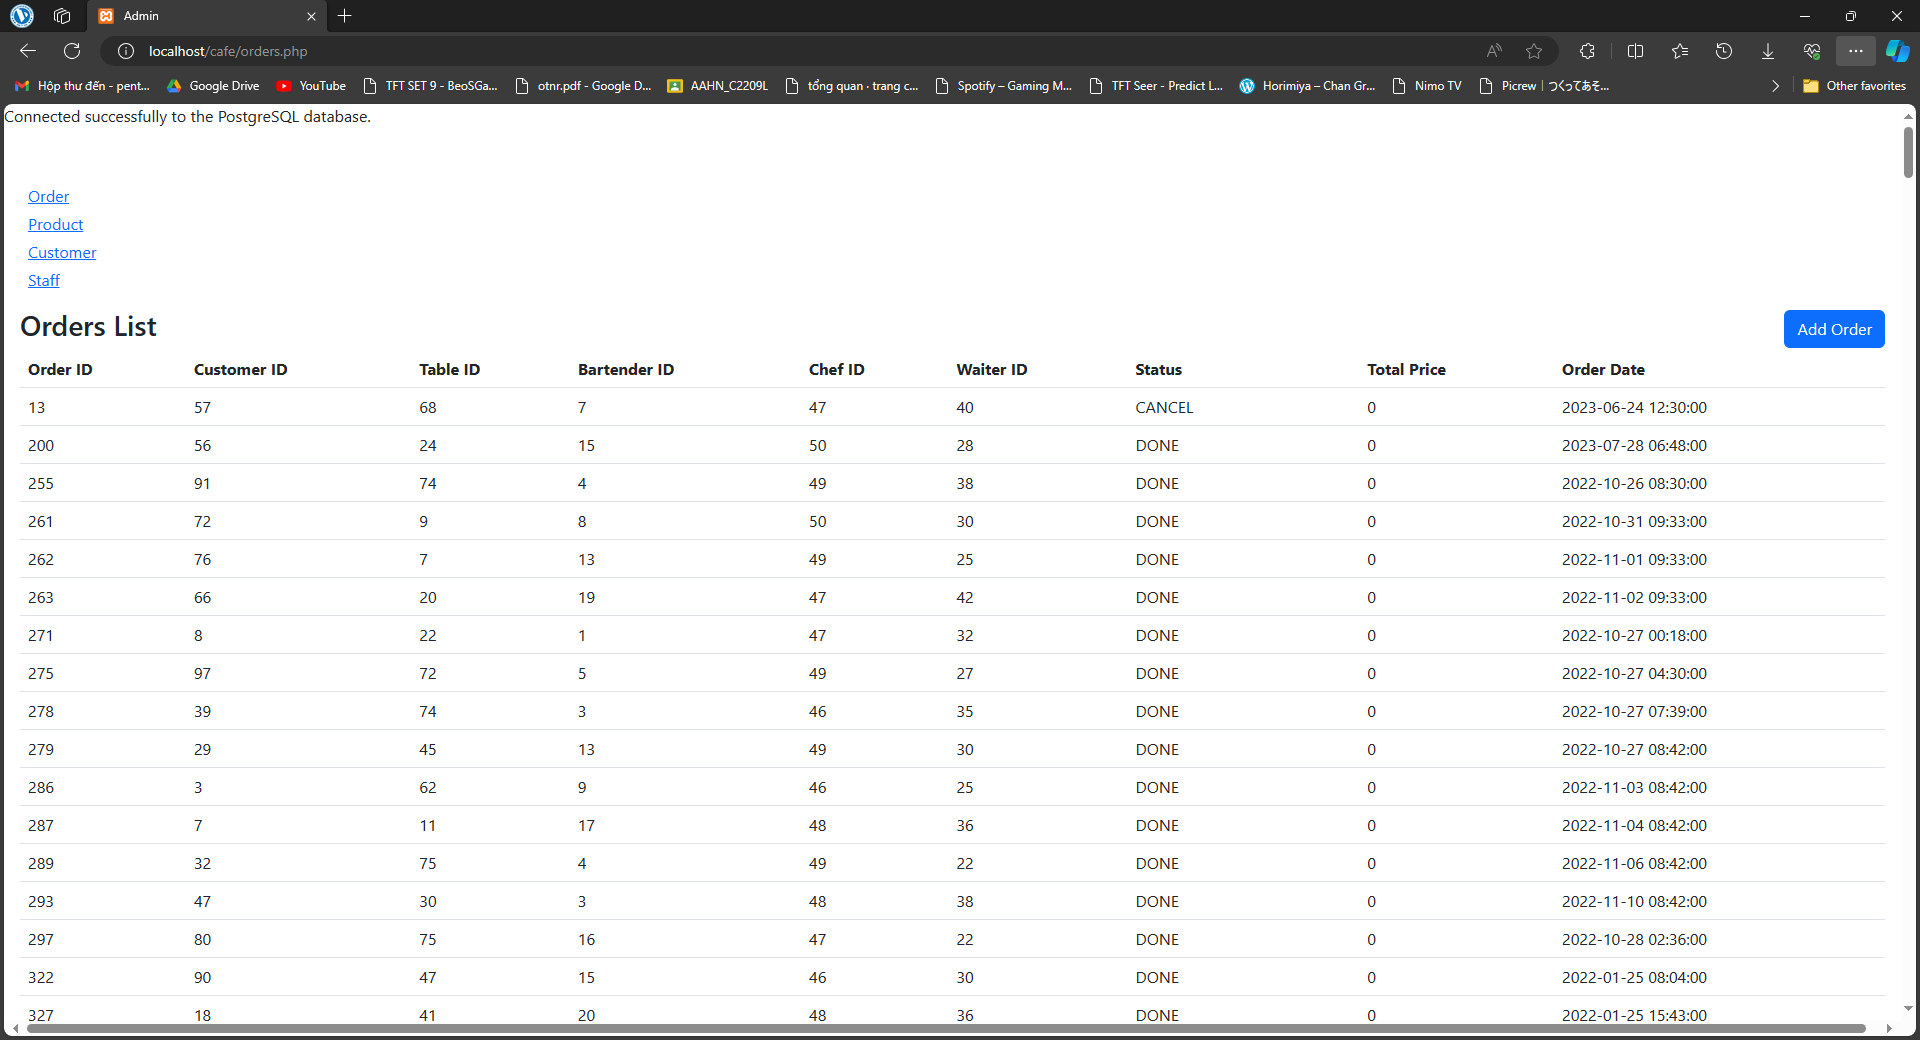 Admin
localhost/cafe/orders.php
Hộp thư đến - pent... Google Drive YouTube TFT SET 9 - BeoSGa... otnr.pdf - Google D... AAHN_C2209L tổng quan · trang c... Spotify – Gaming M... TFT Seer - Predict L... Horimiya – Chan Gr... Nimo TV Picrew | つくってあそ... Other favorites
Connected successfully to the PostgreSQL database.
Order
Product
Customer
Staff
Orders List
Add Order
Order ID Customer ID Table ID Bartender ID Chef ID Waiter ID Status Total Price Order Date
13 57 68 7 47 40 CANCEL 0 2023-06-24 12:30:00
200 56 24 15 50 28 DONE 0 2023-07-28 06:48:00
255 91 74 4 49 38 DONE 0 2022-10-26 08:30:00
261 72 9 8 50 30 DONE 0 2022-10-31 09:33:00
262 76 7 13 49 25 DONE 0 2022-11-01 09:33:00
263 66 20 19 47 42 DONE 0 2022-11-02 09:33:00
271 8 22 1 47 32 DONE 0 2022-10-27 00:18:00
275 97 72 5 49 27 DONE 0 2022-10-27 04:30:00
278 39 74 3 46 35 DONE 0 2022-10-27 07:39:00
279 29 45 13 49 30 DONE 0 2022-10-27 08:42:00
286 3 62 9 46 25 DONE 0 2022-11-03 08:42:00
287 7 11 17 48 36 DONE 0 2022-11-04 08:42:00
289 32 75 4 49 22 DONE 0 2022-11-06 08:42:00
293 47 30 3 48 38 DONE 0 2022-11-10 08:42:00
297 80 75 16 47 22 DONE 0 2022-10-28 02:36:00
322 90 47 15 46 30 DONE 0 2022-01-25 08:04:00
327 18 41 20 48 36 DONE 0 2022-01-25 15:43:00